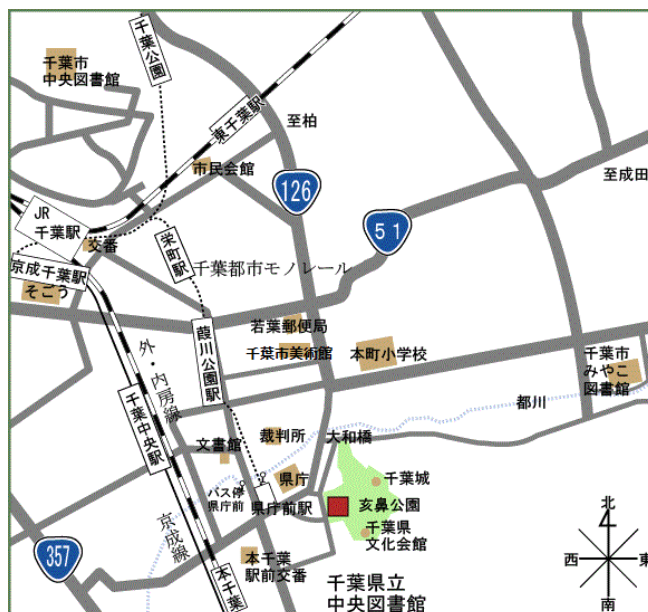 千葉市
中央図書館
千葉公園
東千葉駅
至柏
市民会館
126
至成田
51
JR
千葉駅
交番
栄町駅
千葉都市モノレール
京成千葉駅
そごう
若葉郵便局
千葉市美術館
本町小学校
千葉市
みやこ
図書館
葭川公園駅
外・内房線
千葉中央駅
都川
文書館
裁判所
大和橋
県庁
千葉城
バス停
県庁前
県庁前駅
亥鼻公園
千葉県
文化会館
京成線
357
本千葉
駅前交番
本千葉
千葉県立
中央図書館
北
西
東
南